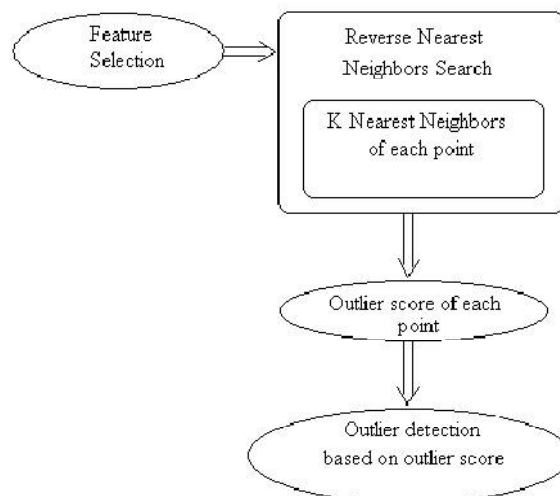 Feature
Selection
Reverse Nearest
Neighbors Search
K Nearest Neighbors
of each point
Outlier score of each
point
Outlier detection
based on outlier score